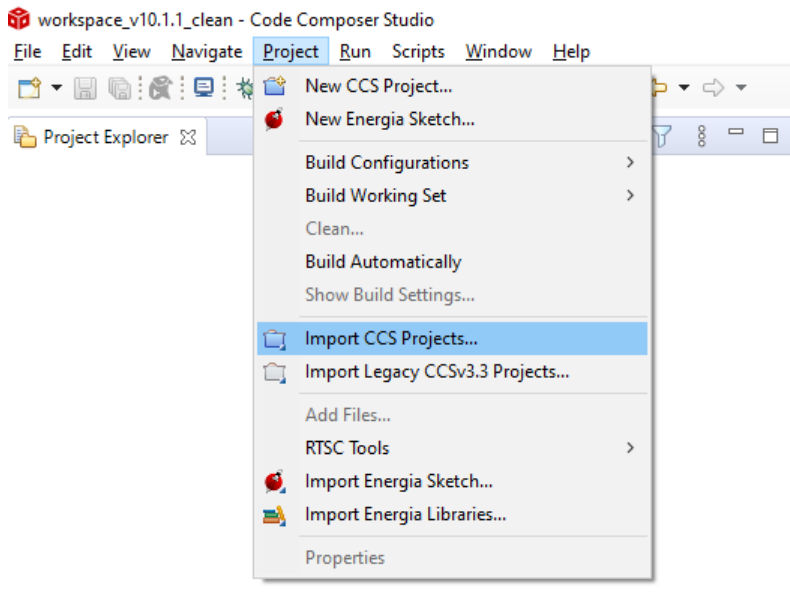 workspace_v10.1.1_clean - Code Composer Studio
File Edit View Navigate Project Run Scripts Window Help
Project Explorer
New CCS Project...
New Energia Sketch...
Build Configurations
Build Working Set
Clean...
Build Automatically
Show Build Settings...
Import CCS Projects...
Import Legacy CCSv3.3 Projects...
Add Files...
RTSC Tools
Import Energia Sketch...
Import Energia Libraries...
Properties